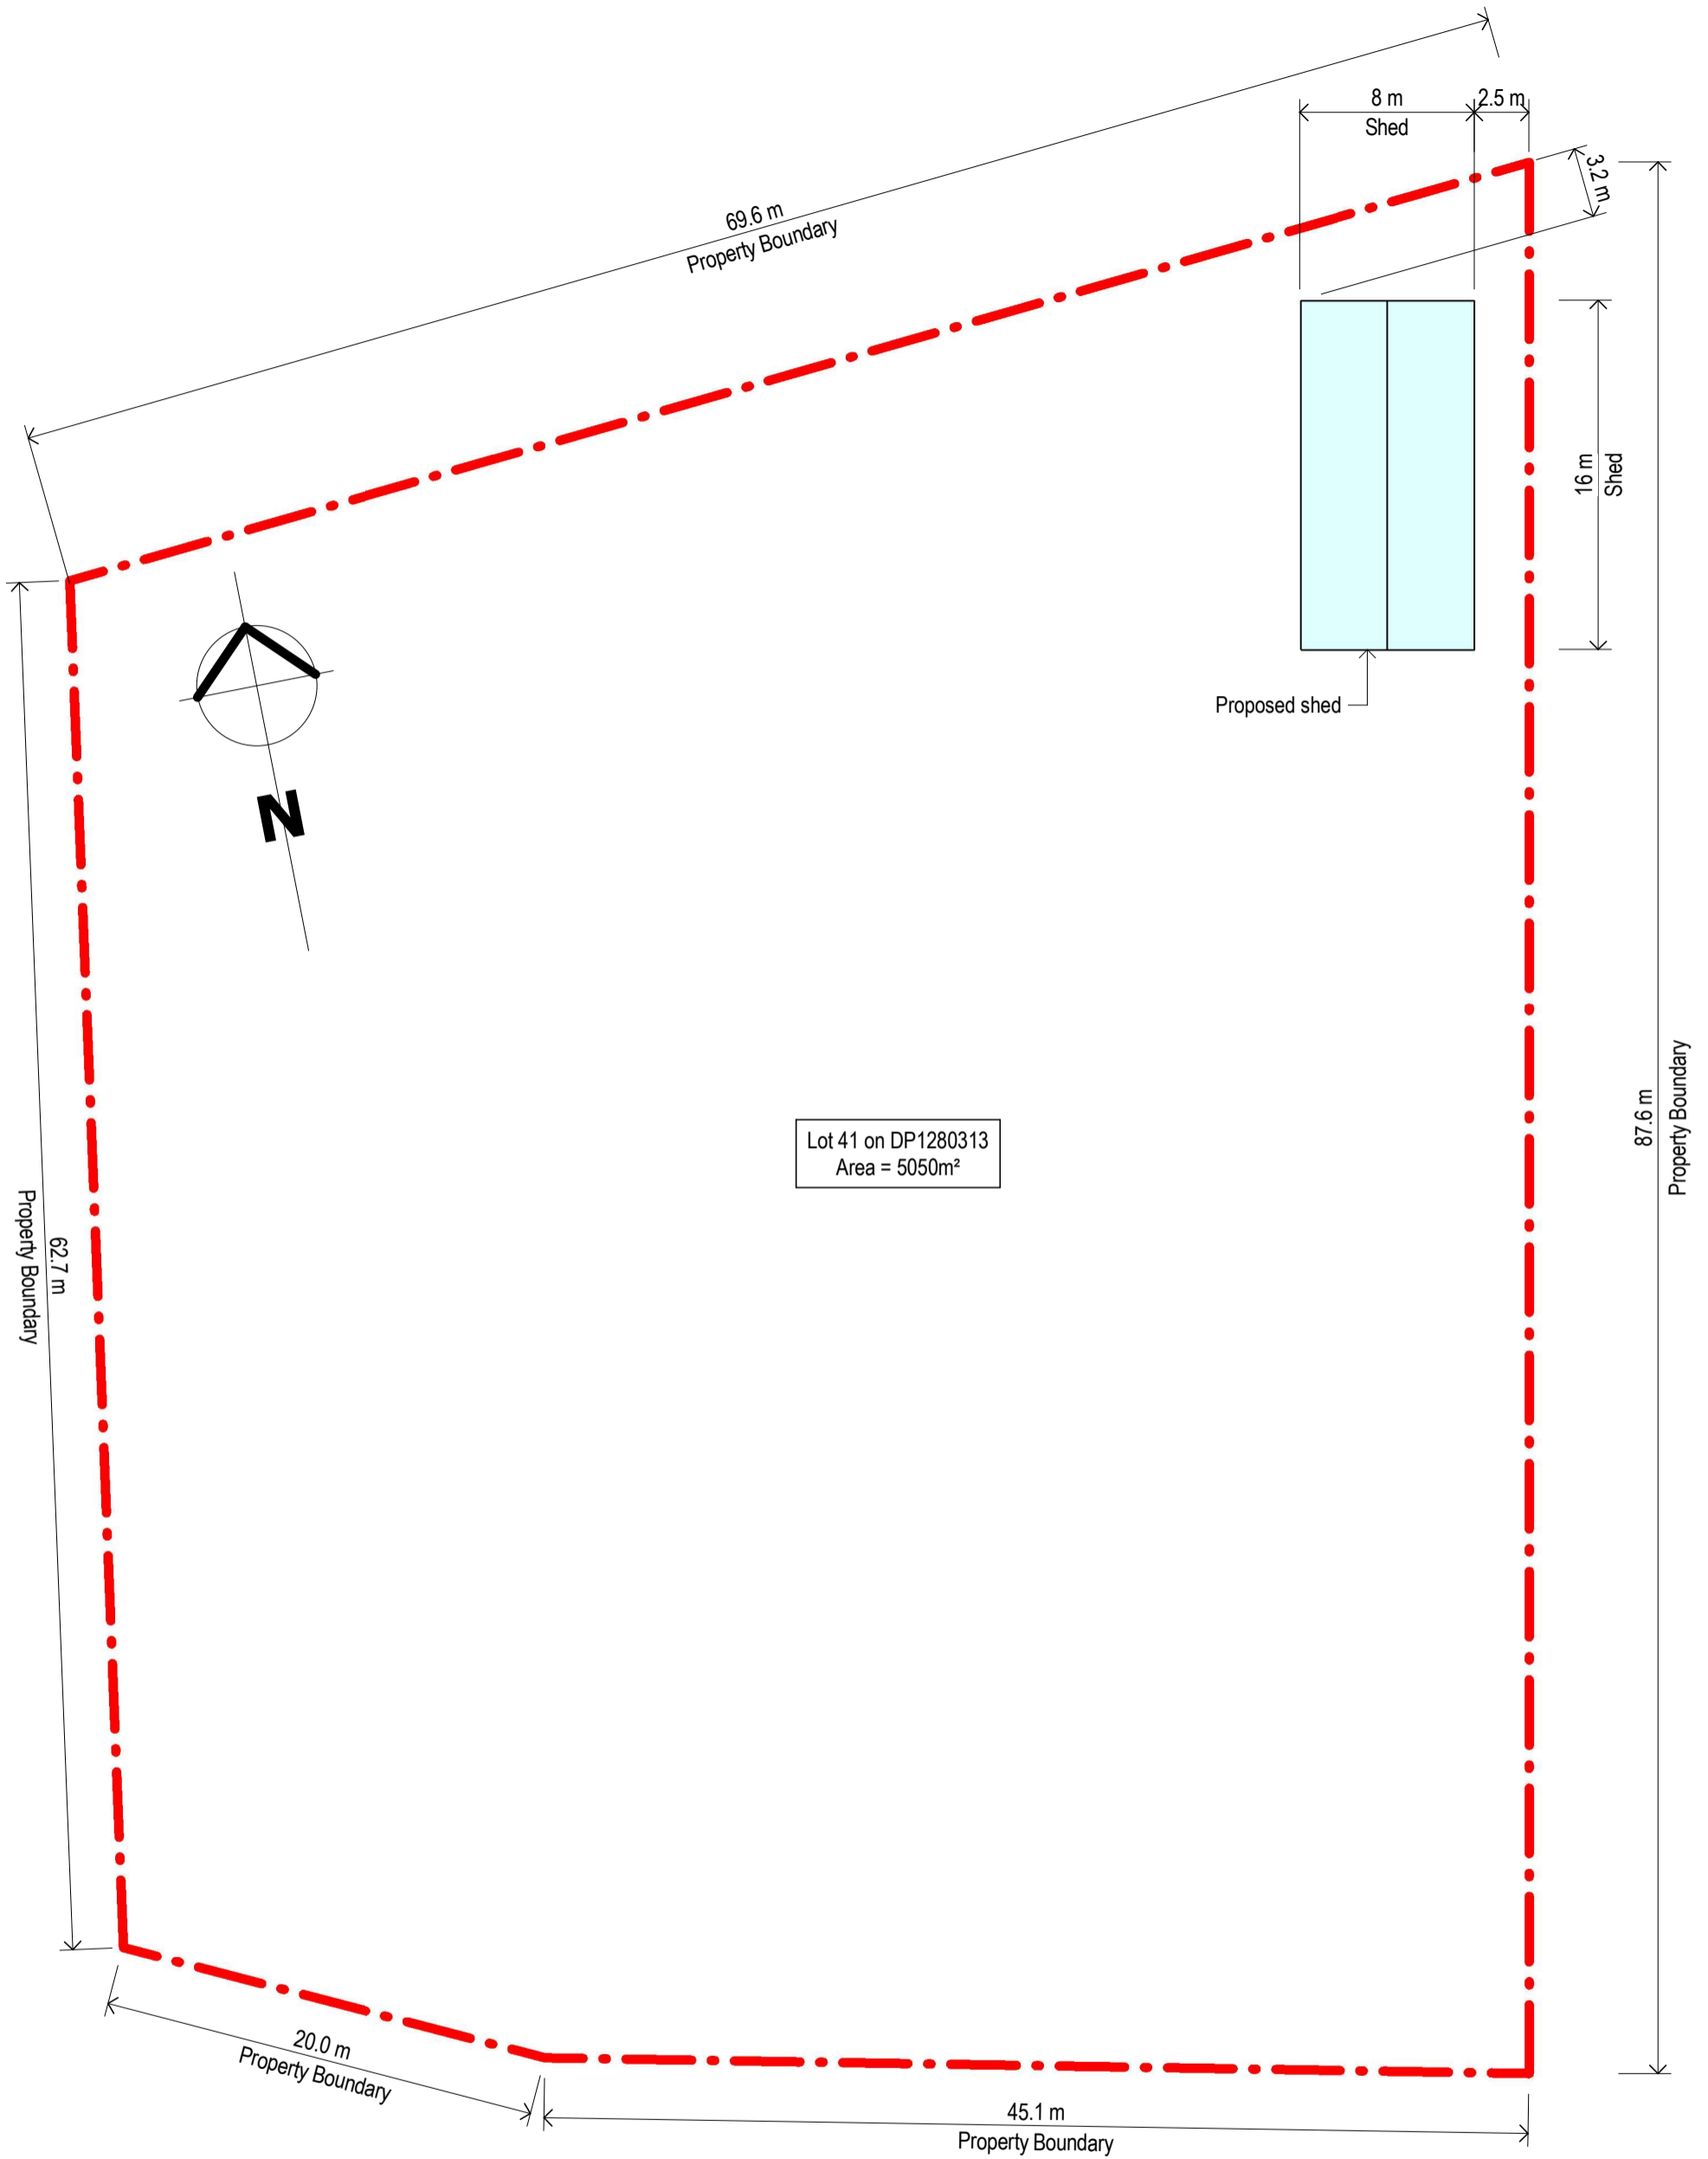 8 m
Shed
2.5 m
3.2 m
69.6 m
Property Boundary
16 m
Shed
Proposed shed
N
Lot 41 on DP1280313
Area = 5050m²
87.6 m
Property Boundary
62.7 m
Property Boundary
20.0 m
Property Boundary
45.1 m
Property Boundary